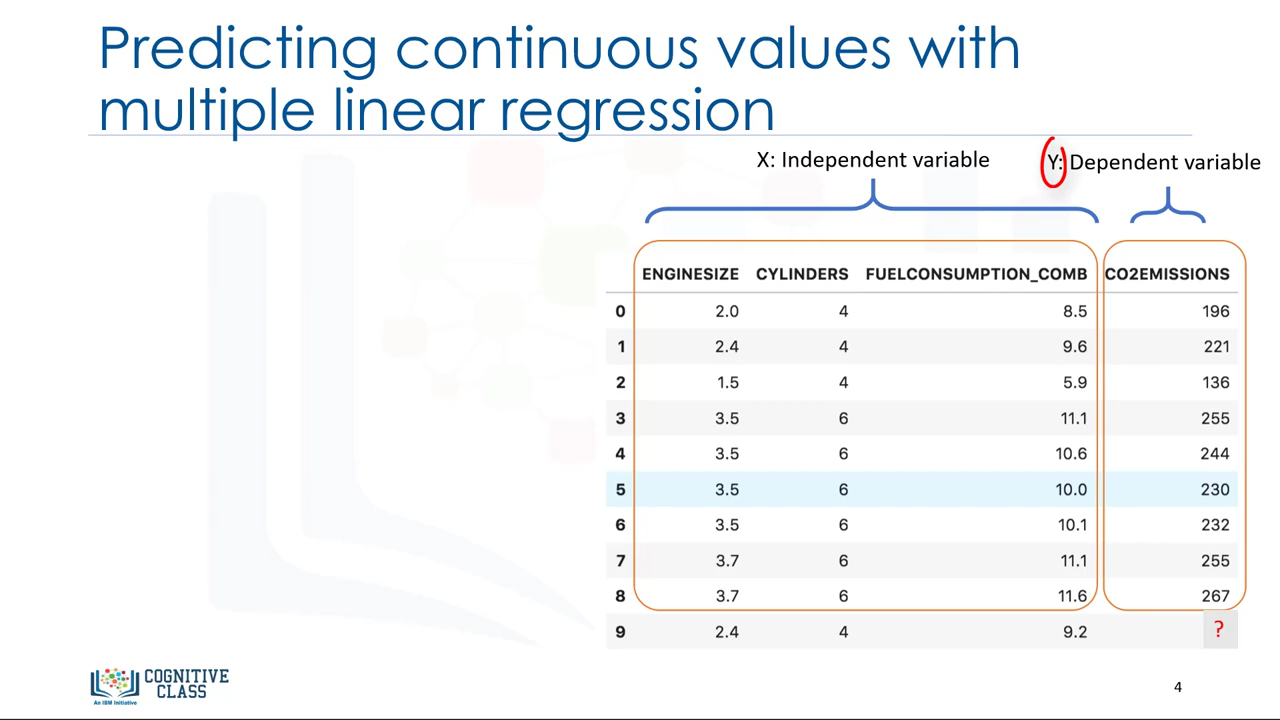 Predicting continuous values with
multiple linear regression
X: Independent variable
Y: Dependent variable
ENGINESIZE CYLINDERS FUELCONSUMPTION_COMB CO2EMISSIONS
0 2.0 4 8.5 196
1 2.4 4 9.6 221
2 1.5 4 5.9 136
3 3.5 6 11.1 255
4 3.5 6 10.6 244
5 3.5 6 10.0 230
6 3.5 6 10.1 232
7 3.7 6 11.1 255
8 3.7 6 11.6 267
9 2.4 4 9.2 ?
COGNITIVE
CLASS
An IBM Initiative
4